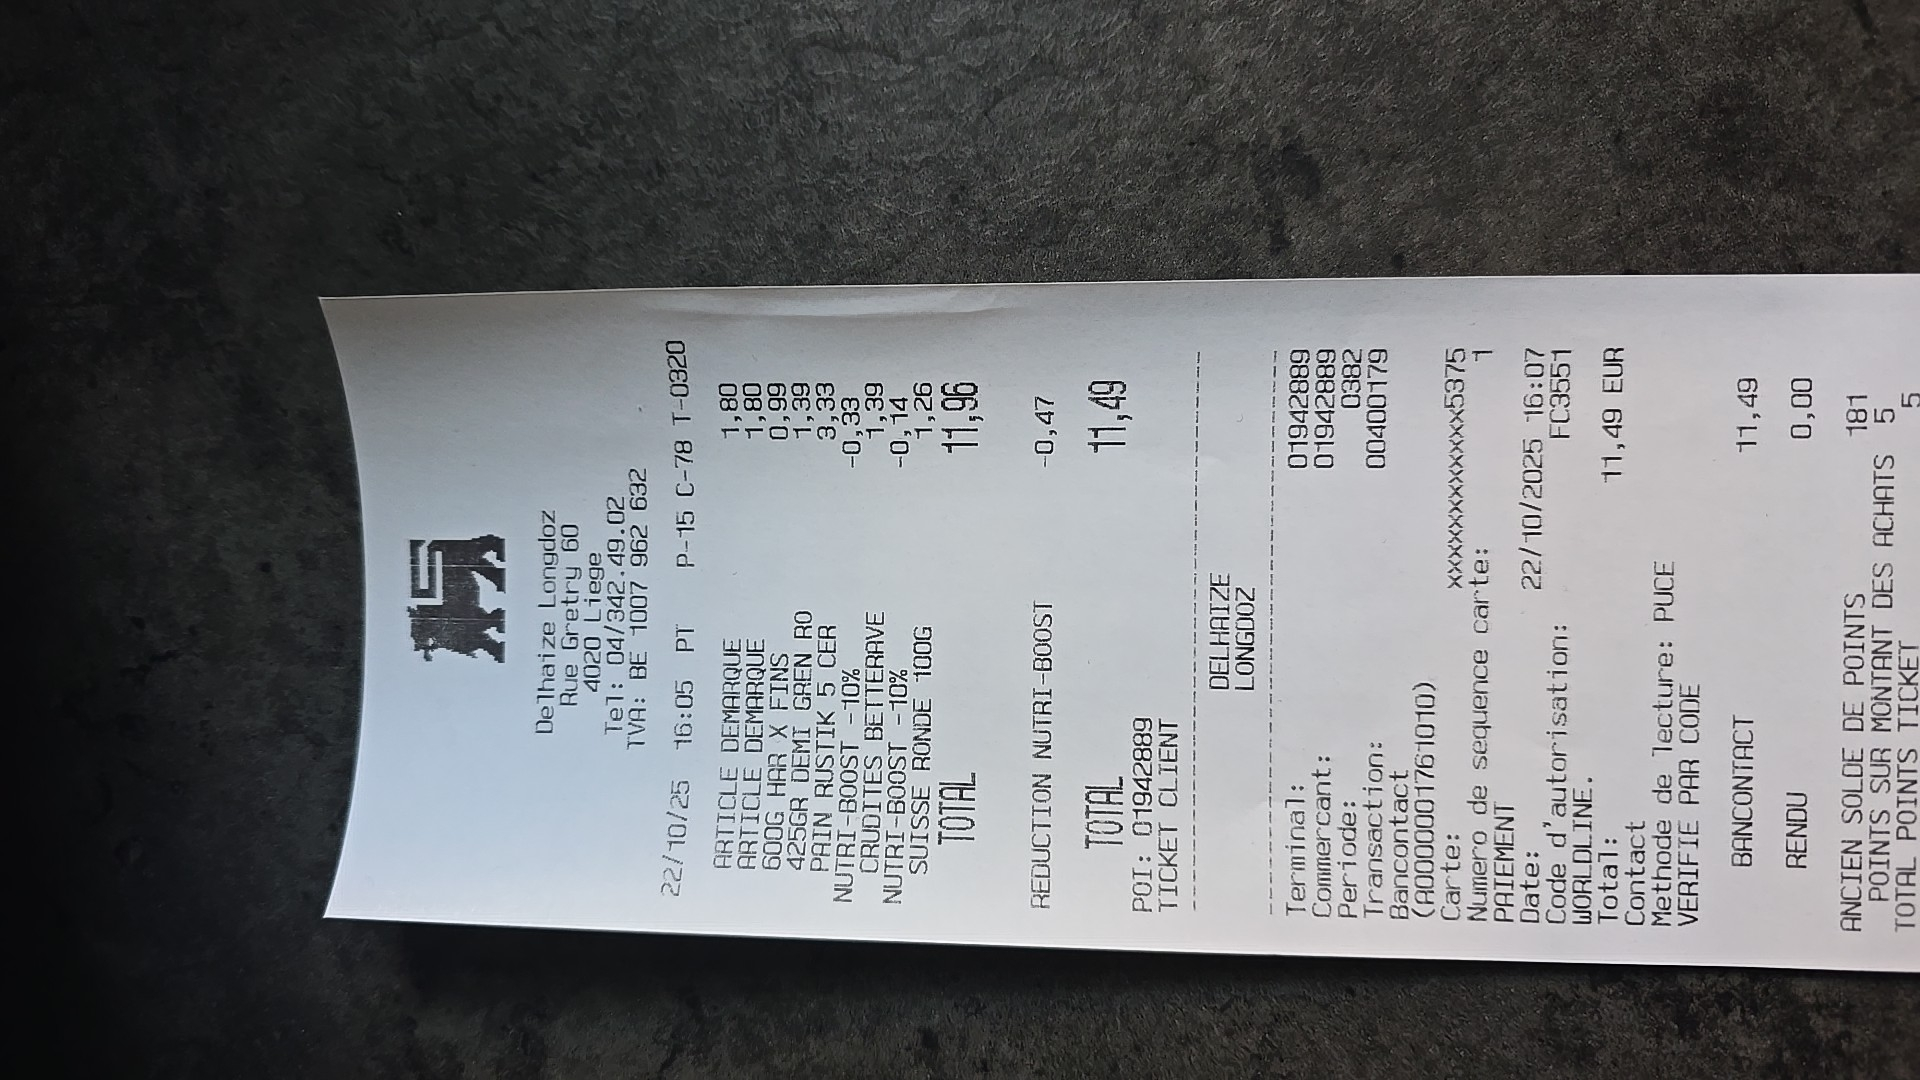 Delhaize Longdoz
Rue Gretry 60
4020 Liege
Tel: 04/342.49.02
TVA: BE 1007 962 632
22/10/25 16:05 PT P-15 C-78 T-0320
ARTICLE DEMARQUE 1,80
ARTICLE DEMARQUE 1,80
600G HAR X FINS 0,99
425GR DEMI GREN RO 1,39
PAIN RUSTIK 5 CER 3,33
NUTRI-BOOST -10% -0,33
CRUDITES BETTERAVE 1,39
NUTRI-BOOST -10% -0,14
SUISSE RONDE 100G 1,26
TOTAL 11,96
REDUCTION NUTRI-BOOST -0,47
TOTAL 11,49
POI: 01942889
TICKET CLIENT
DELHAIZE
LONGDOZ
Terminal: 01942889
Commercant: 01942889
Periode: 0382
Transaction: 00400179
Bancontact
(A0000001761010)
Carte: xxxxxxxxxxxxx5375
Numero de sequence carte: 1
PAIEMENT
Date: 22/10/2025 16:07
Code d'autorisation: FC3551
WORLDLINE.
Total: 11,49 EUR
Contact
Methode de lecture: PUCE
VERIFIE PAR CODE
BANCONTACT 11,49
RENDU 0,00
ANCIEN SOLDE DE POINTS 181
POINTS SUR MONTANT DES ACHATS 5
TOTAL POINTS TICKET 5